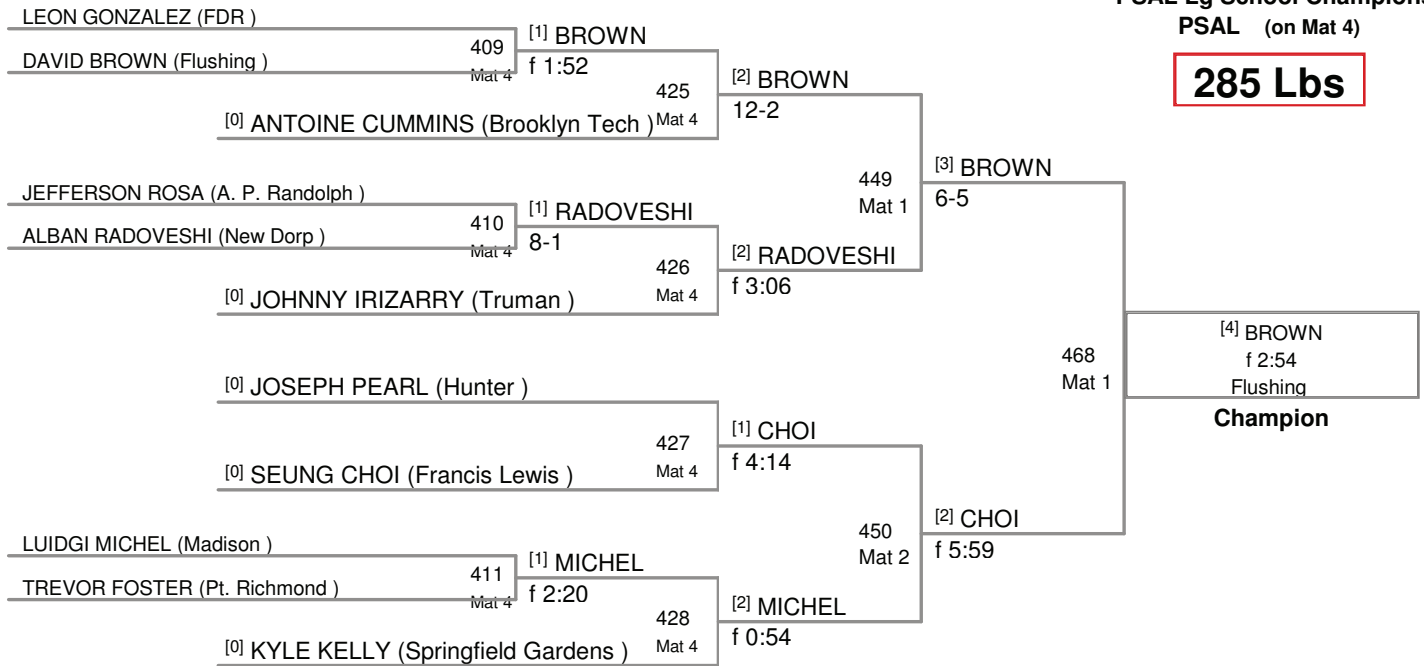 PSAL Lg School Champions
PSAL (on Mat 4)
285 Lbs
LEON GONZALEZ (FDR )
409
Mat 4
[1] BROWN
f 1:52
DAVID BROWN (Flushing )
425
Mat 4
[2] BROWN
12-2
[0] ANTOINE CUMMINS (Brooklyn Tech )
449
Mat 1
[3] BROWN
6-5
JEFFERSON ROSA (A. P. Randolph )
410
Mat 4
[1] RADOVESHI
8-1
ALBAN RADOVESHI (New Dorp )
426
Mat 4
[2] RADOVESHI
f 3:06
[0] JOHNNY IRIZARRY (Truman )
468
Mat 1
[4] BROWN
f 2:54
Flushing
Champion
[0] JOSEPH PEARL (Hunter )
427
Mat 4
[1] CHOI
f 4:14
[0] SEUNG CHOI (Francis Lewis )
450
Mat 2
[2] CHOI
f 5:59
LUIDGI MICHEL (Madison )
411
Mat 4
[1] MICHEL
f 2:20
TREVOR FOSTER (Pt. Richmond )
428
Mat 4
[2] MICHEL
f 0:54
[0] KYLE KELLY (Springfield Gardens )